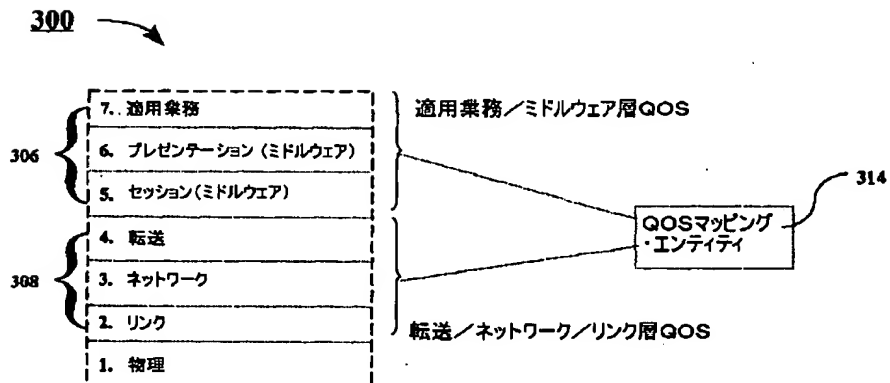 300
7. 適用業務
6. プレゼンテーション(ミドルウェア)
5. セッション(ミドルウェア)
4. 転送
3. ネットワーク
2. リンク
1. 物理
306
308
適用業務/ミドルウェア層QOS
転送/ネットワーク/リンク層QOS
QOSマッピング
・エンティティ
314